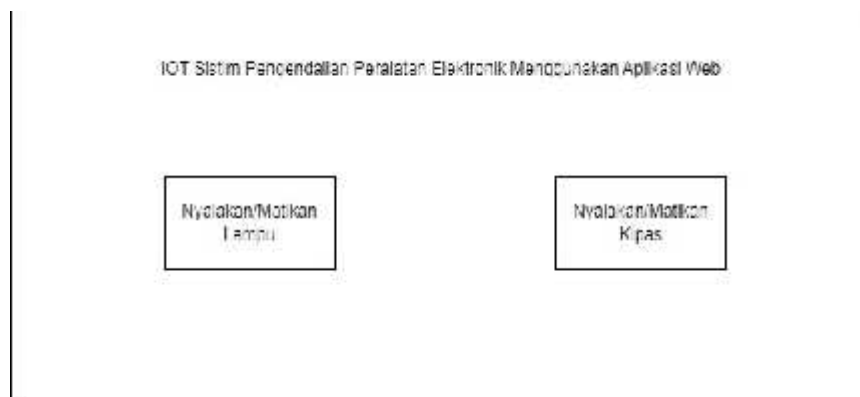 IOT Sistim Pengendalian Peralatan Elektronik Menggunakan Aplikasi Web
Nyalakan/Matikan
Lampu
Nyalakan/Matikan
Kipas